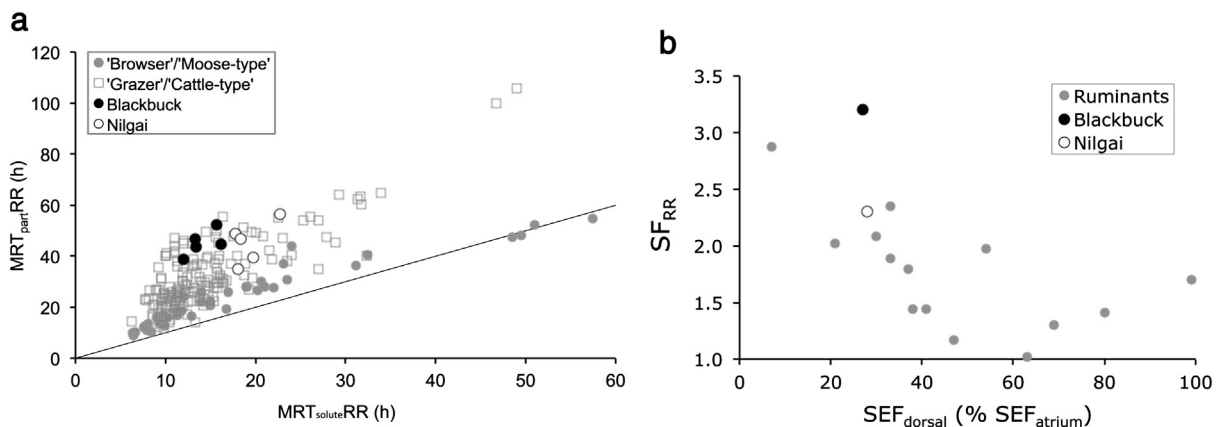 a
'Browser'/'Moose-type'
'Grazer'/'Cattle-type'
Blackbuck
Nilgai
MRTpartRR (h)
120
100
80
60
40
20
0
0 10 20 30 40 50 60
MRTsoluteRR (h)
b
Ruminants
Blackbuck
Nilgai
SFRR
3.5
3.0
2.5
2.0
1.5
1.0
0 20 40 60 80 100
SEFdorsal (% SEFatrium)